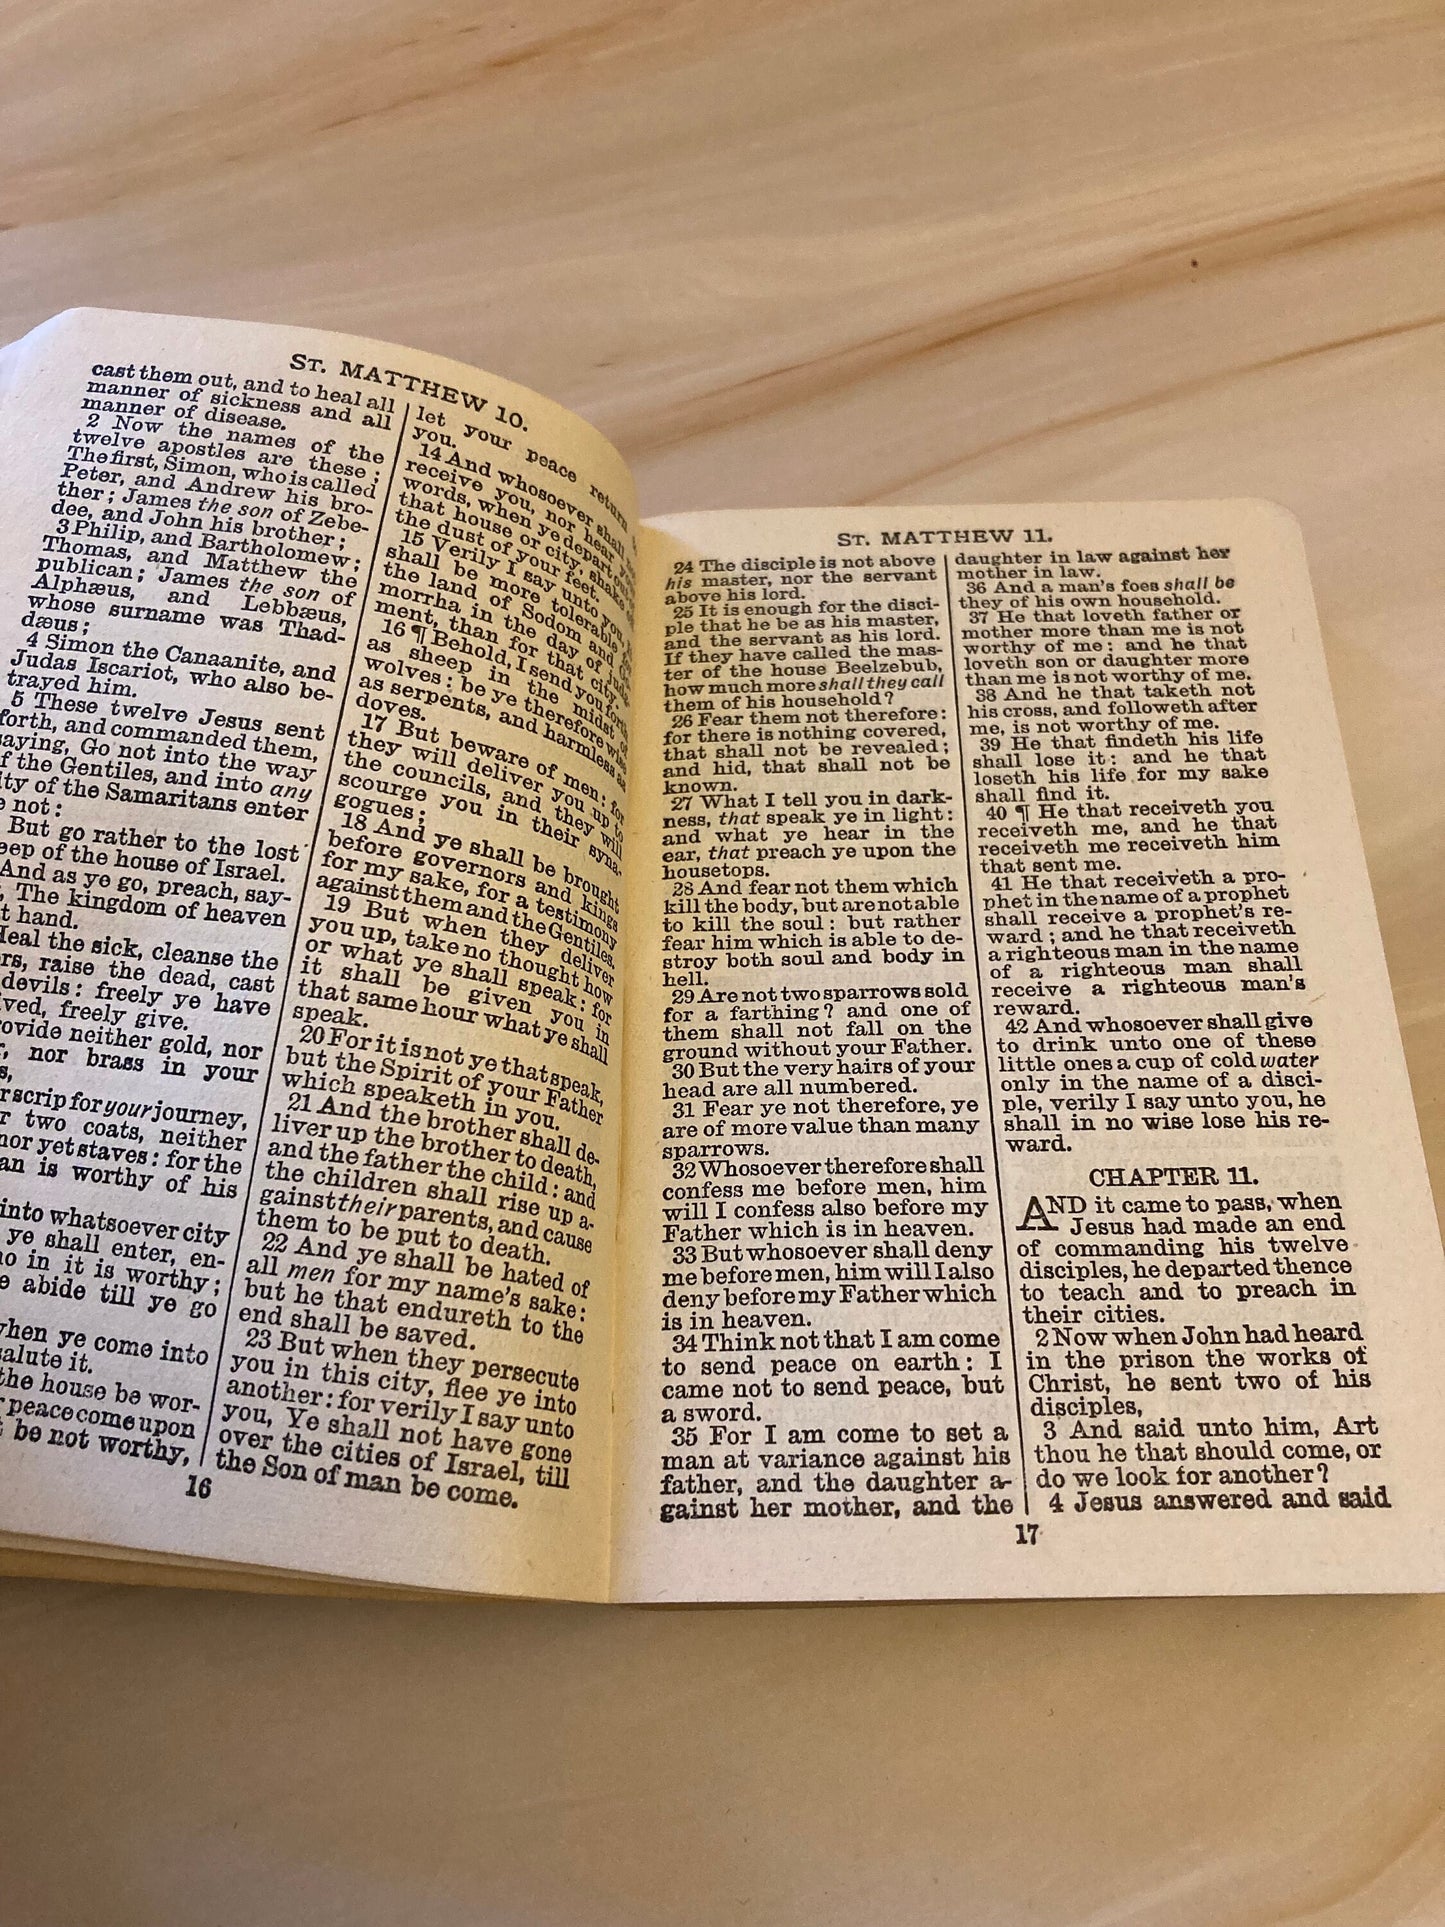 ST. MATTHEW 10.
cast them out, and to heal all
manner of sickness and all
manner of disease.
2 Now the names of the
twelve apostles are these;
The first, Simon, who is called
Peter, and Andrew his bro-
ther; James the son of Zebe-
dee, and John his brother;
3 Philip, and Bartholomew;
Thomas, and Matthew the
publican; James the son of
Alphæus, and Lebbæus,
whose surname was Thad-
dæus;
4 Simon the Canaanite, and
Judas Iscariot, who also be-
trayed him.
5 These twelve Jesus sent
forth, and commanded them,
saying, Go not into the way
of the Gentiles, and into any
ity of the Samaritans enter
e not:
But go rather to the lost
eep of the house of Israel.
And as ye go, preach, say-
, The kingdom of heaven
t hand.
Heal the sick, cleanse the
ers, raise the dead, cast
devils: freely ye have
ived, freely give.
rovide neither gold, nor
r, nor brass in your
s,
r scrip for your journey,
r two coats, neither
nor yet staves: for the
an is worthy of his
into whatsoever city
ye shall enter, en-
ho in it is worthy;
e abide till ye go
when ye come into
salute it.
the house be wor-
r peace come upon
t be not worthy,
let your peace return
you.
14 And whosoever shall
receive you, nor hear
words, when ye depart out
that house or city, shake
the dust of your feet.
15 Verily I say unto you,
shall be more tolerable
the land of Sodom and
morrha in the day of judg-
ment, than for that city.
16 ¶ Behold, I send you forth
as sheep in the midst of
wolves: be ye therefore wise
as serpents, and harmless as
doves.
17 But beware of men: for
they will deliver you up to
the councils, and they will
scourge you in their syna-
gogues;
18 And ye shall be brought
before governors and kings
for my sake, for a testimony
against them and the Gentiles.
19 But when they deliver
you up, take no thought how
or what ye shall speak: for
it shall be given you in
that same hour what ye shall
speak.
20 For it is not ye that speak,
but the Spirit of your Father
which speaketh in you.
21 And the brother shall de-
liver up the brother to death,
and the father the child: and
the children shall rise up a-
gainst their parents, and cause
them to be put to death.
22 And ye shall be hated of
all men for my name's sake:
but he that endureth to the
end shall be saved.
23 But when they persecute
you in this city, flee ye into
another: for verily I say unto
you, Ye shall not have gone
over the cities of Israel, till
the Son of man be come.
16
ST. MATTHEW 11.
24 The disciple is not above
his master, nor the servant
above his lord.
25 It is enough for the disci-
ple that he be as his master,
and the servant as his lord.
If they have called the mas-
ter of the house Beelzebub,
how much more shall they call
them of his household?
26 Fear them not therefore:
for there is nothing covered,
that shall not be revealed;
and hid, that shall not be
known.
27 What I tell you in dark-
ness, that speak ye in light:
and what ye hear in the
ear, that preach ye upon the
housetops.
28 And fear not them which
kill the body, but are not able
to kill the soul: but rather
fear him which is able to de-
stroy both soul and body in
hell.
29 Are not two sparrows sold
for a farthing? and one of
them shall not fall on the
ground without your Father.
30 But the very hairs of your
head are all numbered.
31 Fear ye not therefore, ye
are of more value than many
sparrows.
32 Whosoever therefore shall
confess me before men, him
will I confess also before my
Father which is in heaven.
33 But whosoever shall deny
me before men, him will I also
deny before my Father which
is in heaven.
34 Think not that I am come
to send peace on earth: I
came not to send peace, but
a sword.
35 For I am come to set a
man at variance against his
father, and the daughter a-
gainst her mother, and the
daughter in law against her
mother in law.
36 And a man's foes shall be
they of his own household.
37 He that loveth father or
mother more than me is not
worthy of me: and he that
loveth son or daughter more
than me is not worthy of me.
38 And he that taketh not
his cross, and followeth after
me, is not worthy of me.
39 He that findeth his life
shall lose it: and he that
loseth his life for my sake
shall find it.
40 ¶ He that receiveth you
receiveth me, and he that
receiveth me receiveth him
that sent me.
41 He that receiveth a pro-
phet in the name of a prophet
shall receive a prophet's re-
ward; and he that receiveth
a righteous man in the name
of a righteous man shall
receive a righteous man's
reward.
42 And whosoever shall give
to drink unto one of these
little ones a cup of cold water
only in the name of a disci-
ple, verily I say unto you, he
shall in no wise lose his re-
ward.
CHAPTER 11.
AND it came to pass, when
Jesus had made an end
of commanding his twelve
disciples, he departed thence
to teach and to preach in
their cities.
2 Now when John had heard
in the prison the works of
Christ, he sent two of his
disciples,
3 And said unto him, Art
thou he that should come, or
do we look for another?
4 Jesus answered and said
17